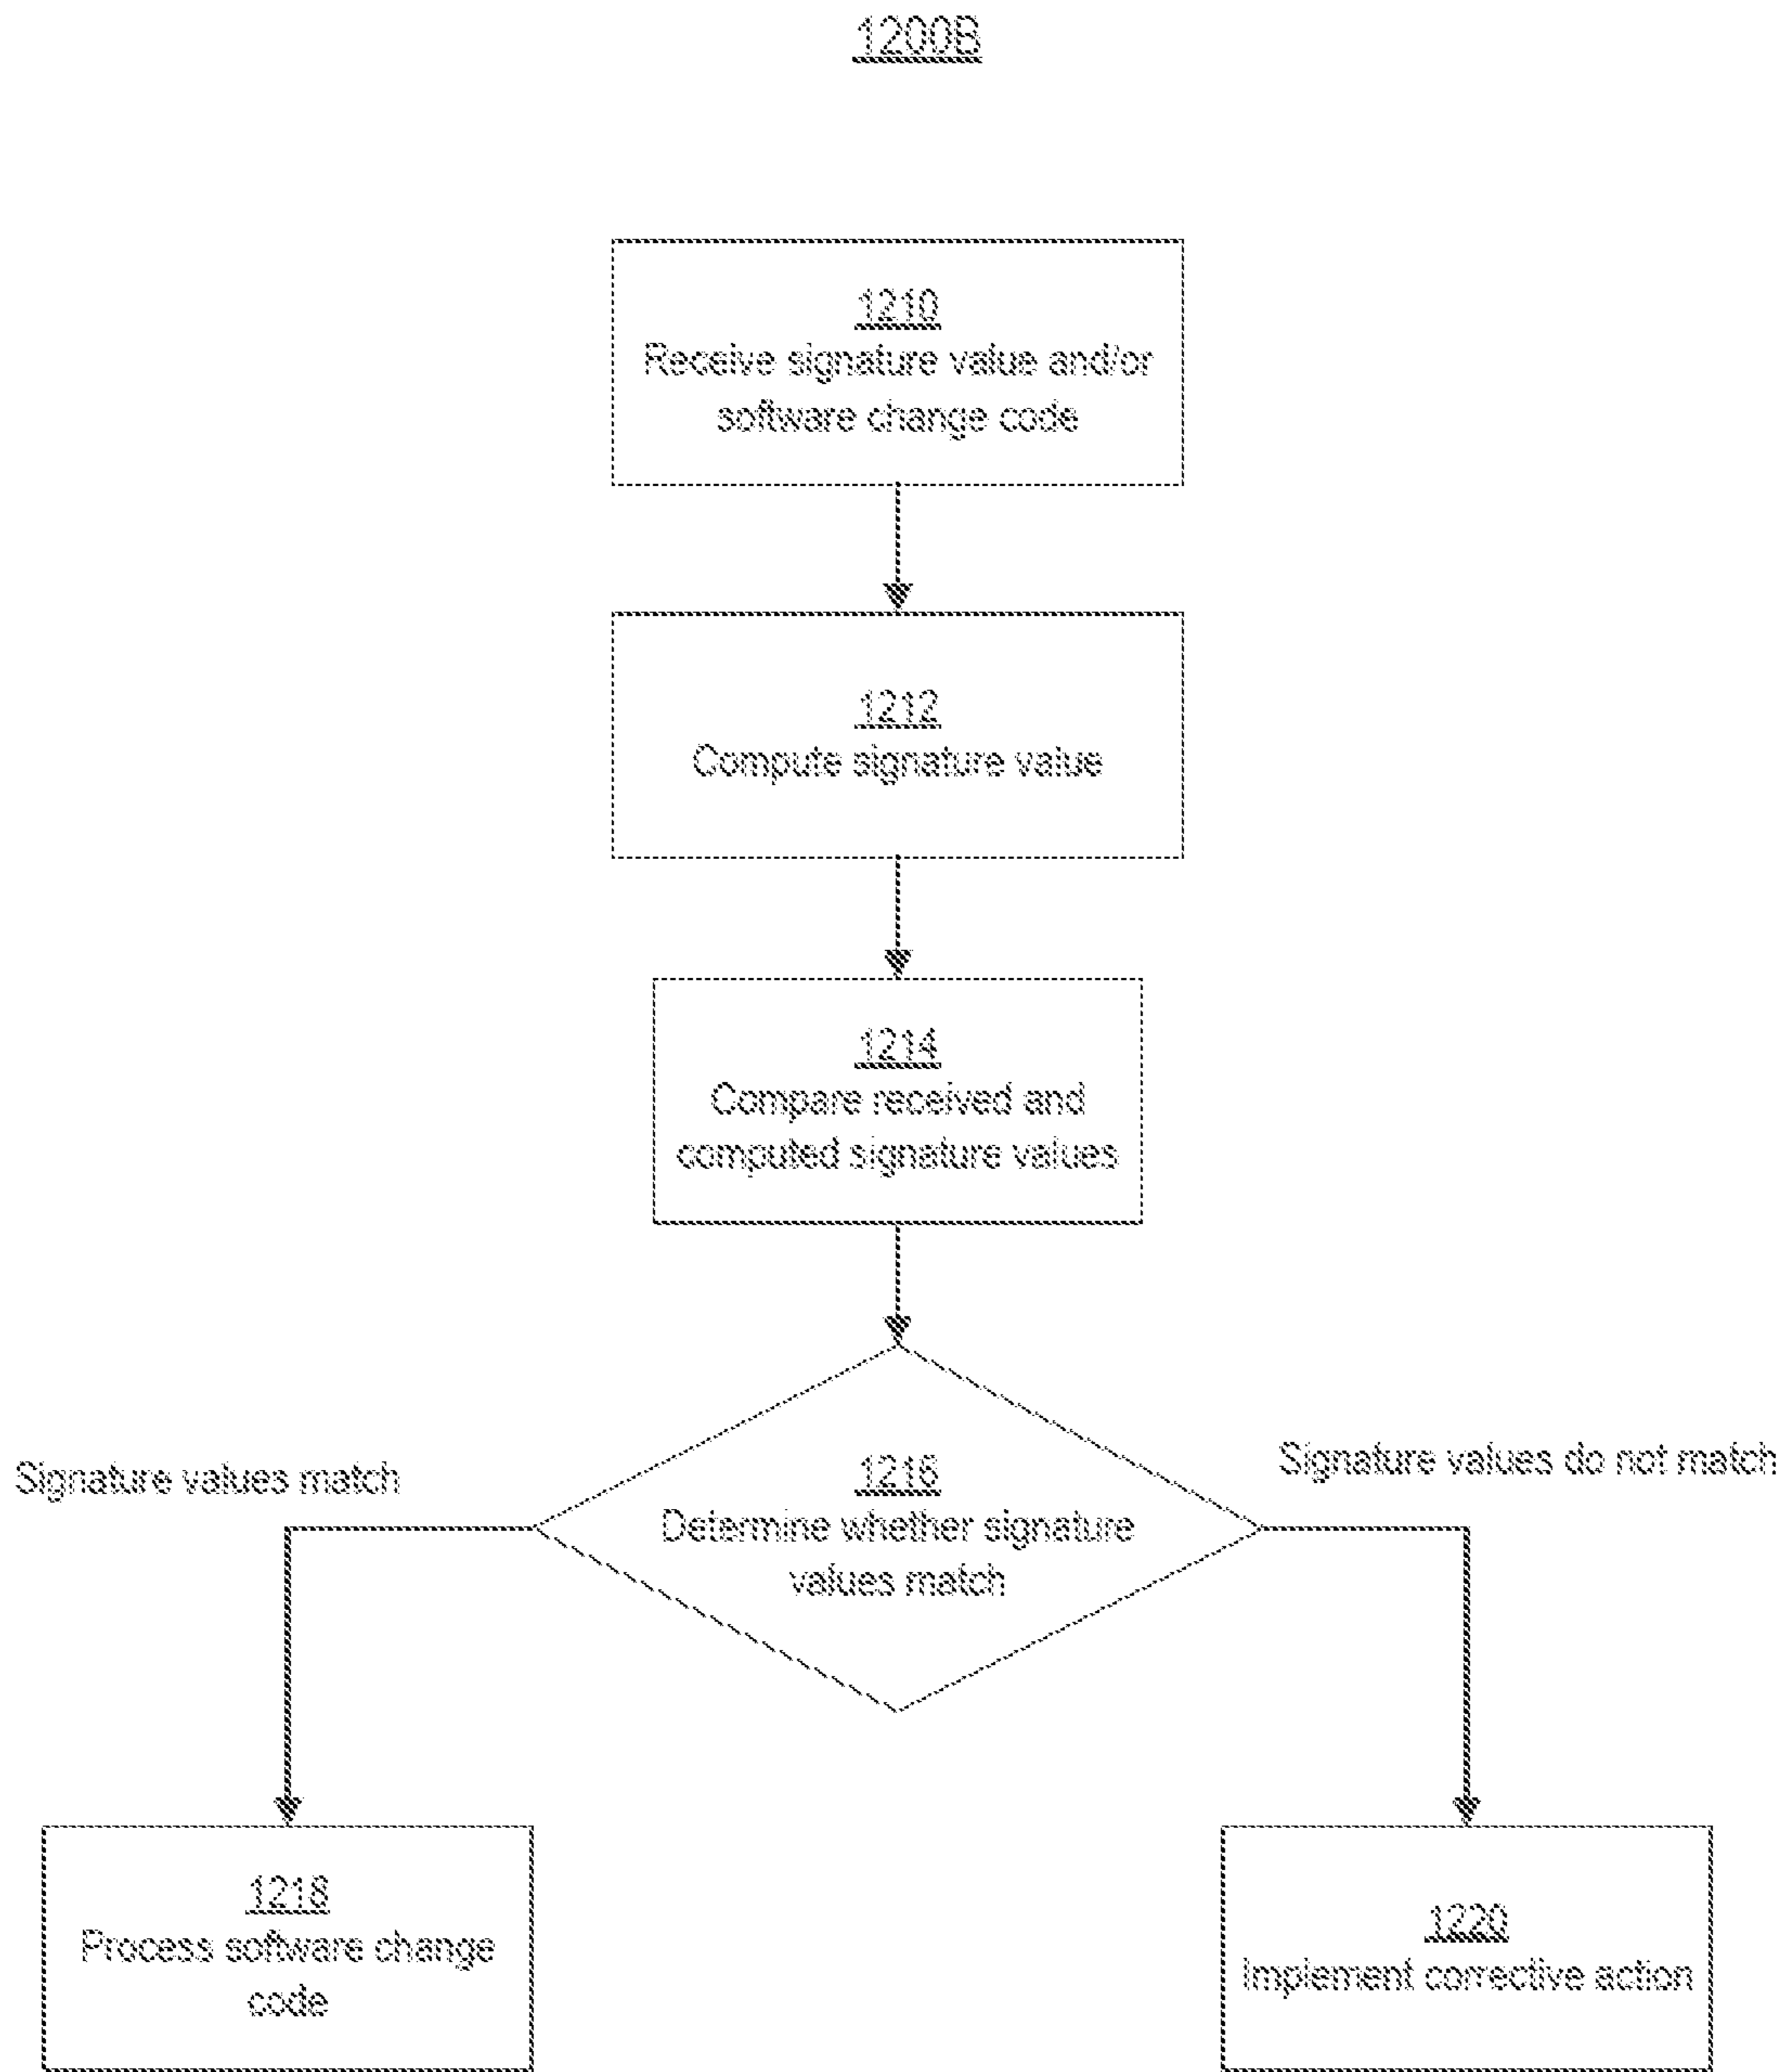 1200B
1210
Receive signature value and/or
software change code
1212
Compute signature value
1214
Compare received and
computed signature values
Signature values match
1216
Determine whether signature
values match
Signature values do not match
1218
Process software change
code
1220
Implement corrective action